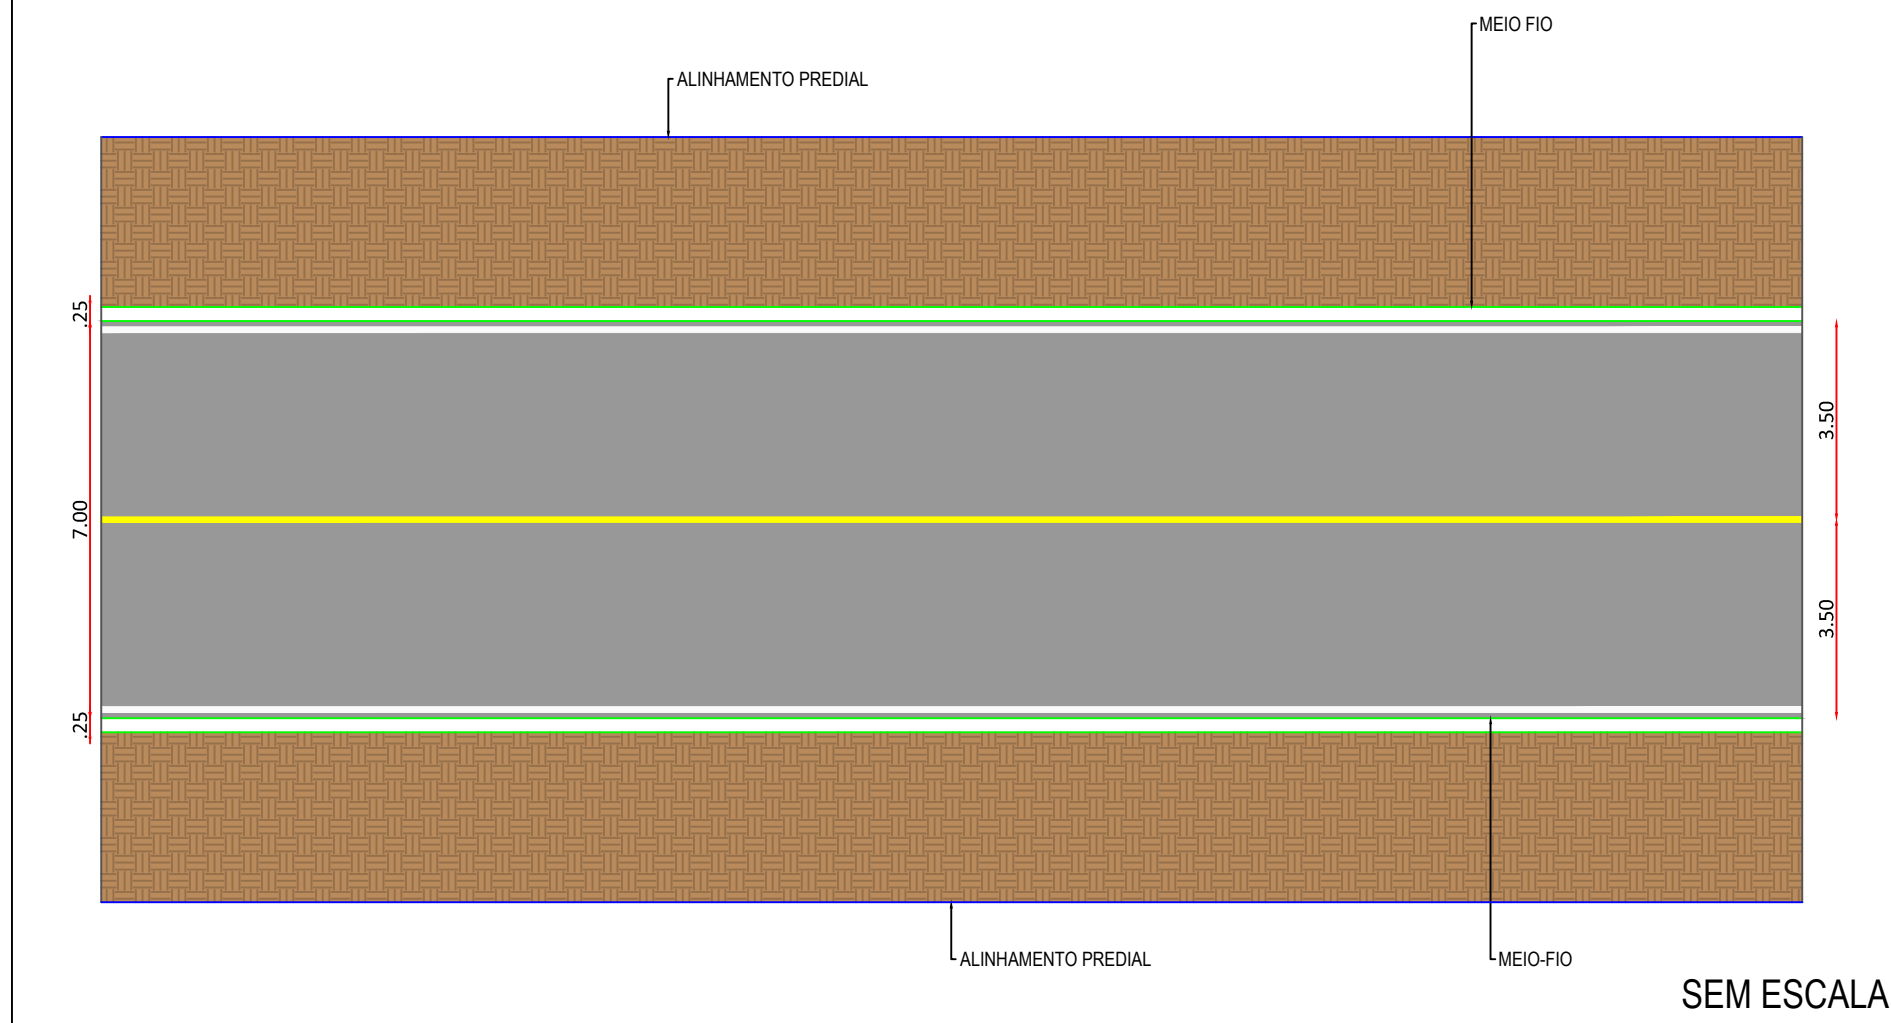 MEIO FIO
ALINHAMENTO PREDIAL
.25
7.00
.25
3.50
3.50
ALINHAMENTO PREDIAL
MEIO-FIO
SEM ESCALA